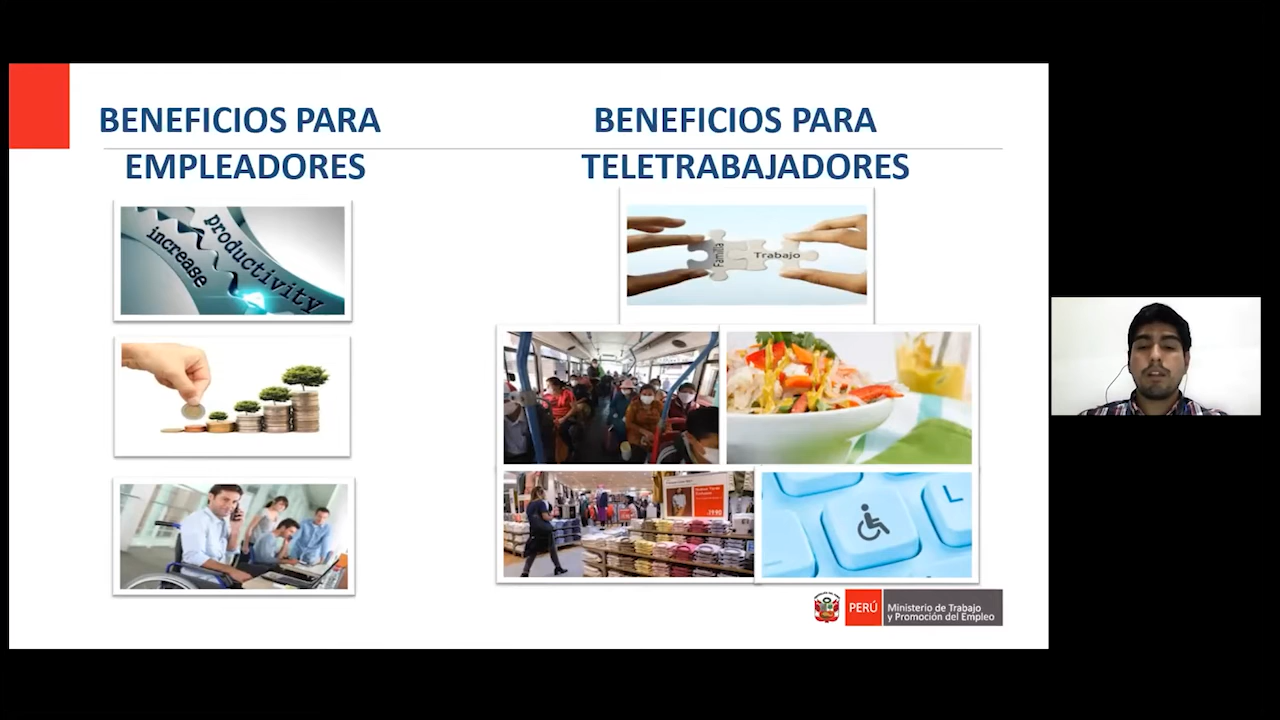 BENEFICIOS PARA
EMPLEADORES
BENEFICIOS PARA
TELETRABAJADORES
increase
productivity
Familia
Trabajo
PERÚ
Ministerio de Trabajo
y Promoción del Empleo